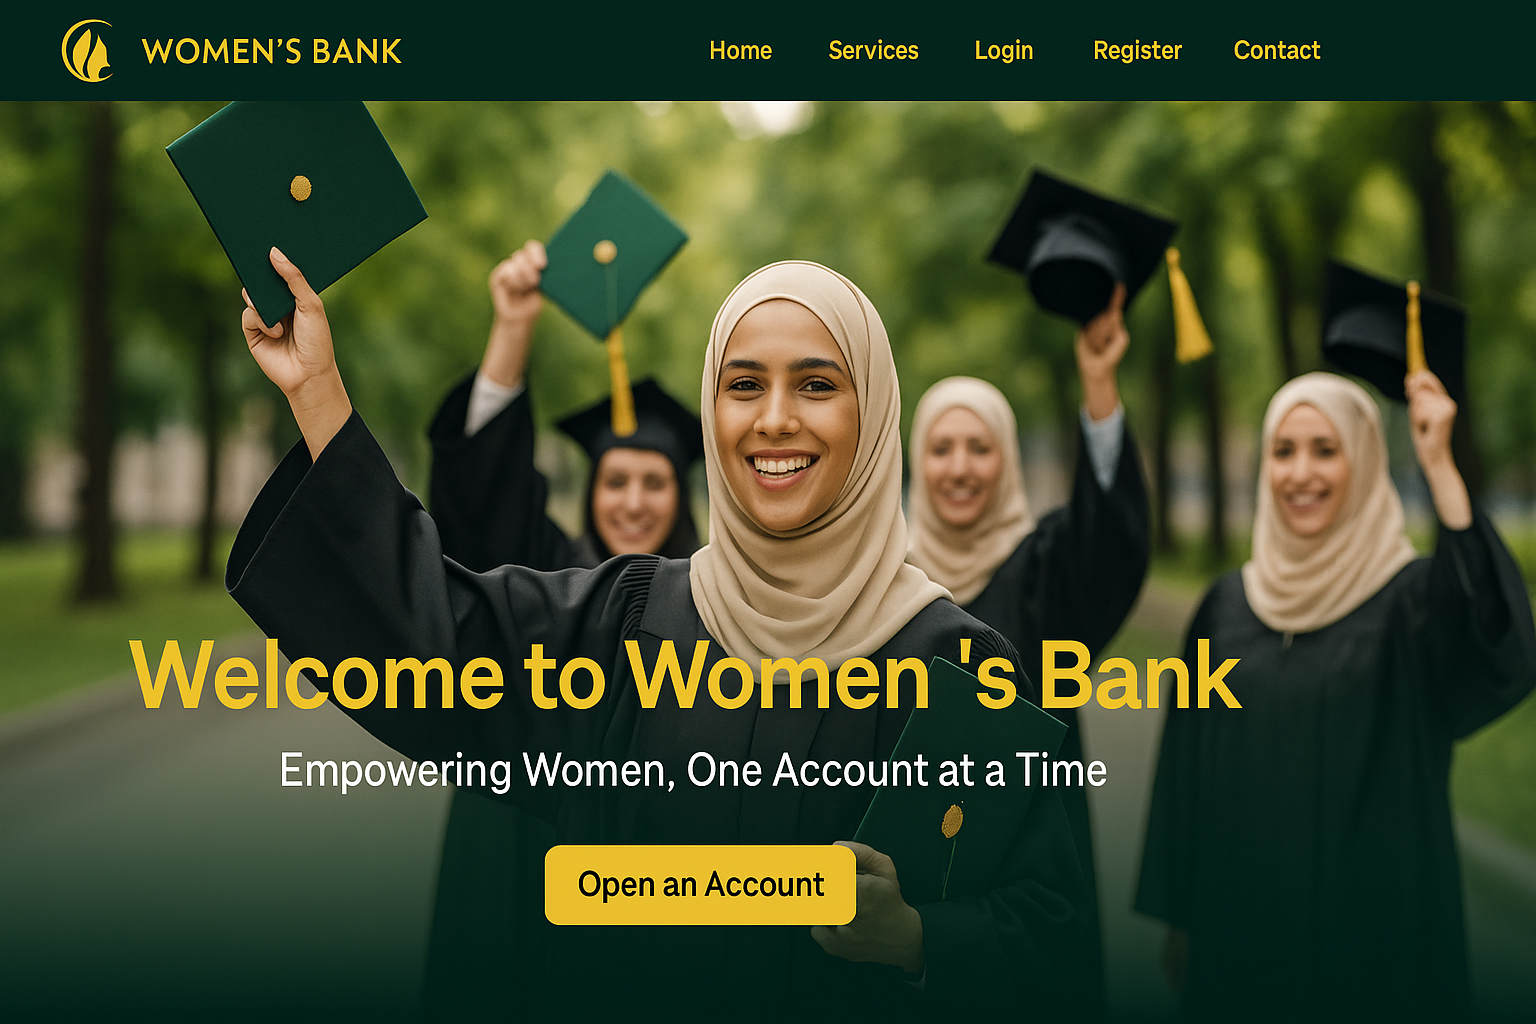 WOMEN’S BANK
Home Services Login Register Contact
Welcome to Women 's Bank
Empowering Women, One Account at a Time
Open an Account